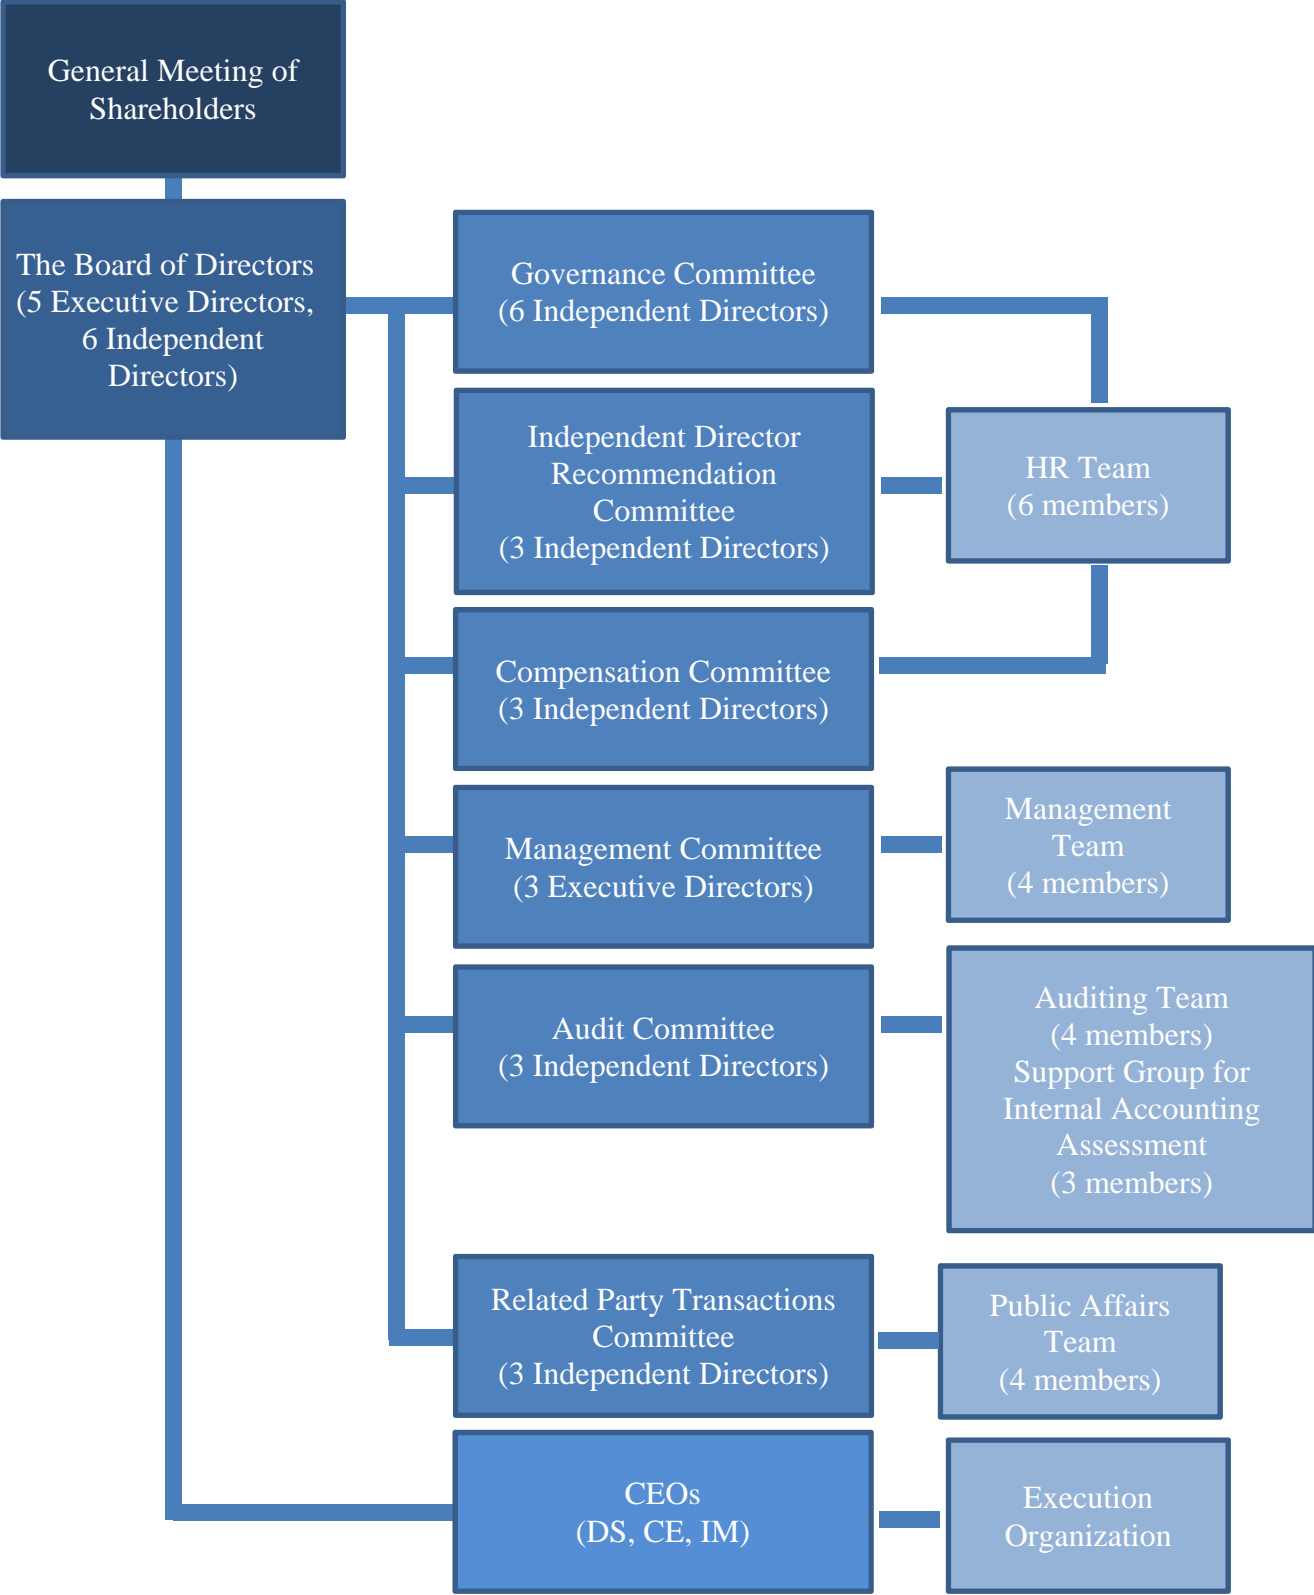 General Meeting of
Shareholders
The Board of Directors
(5 Executive Directors,
6 Independent
Directors)
Governance Committee
(6 Independent Directors)
Independent Director
Recommendation
Committee
(3 Independent Directors)
HR Team
(6 members)
Compensation Committee
(3 Independent Directors)
Management Committee
(3 Executive Directors)
Management
Team
(4 members)
Audit Committee
(3 Independent Directors)
Auditing Team
(4 members)
Support Group for
Internal Accounting
Assessment
(3 members)
Related Party Transactions
Committee
(3 Independent Directors)
Public Affairs
Team
(4 members)
CEOs
(DS, CE, IM)
Execution
Organization